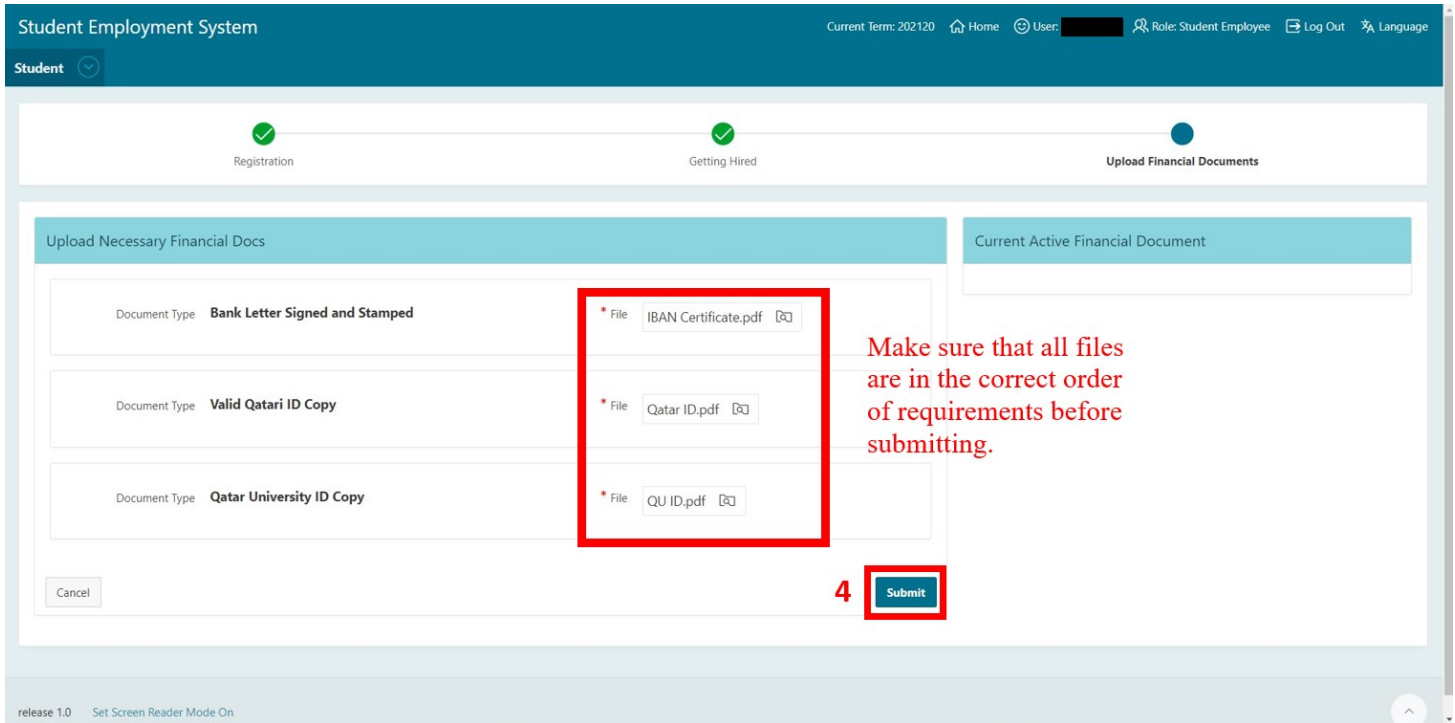 Student Employment System
Current Term: 202120 Home User: Role: Student Employee Log Out Language
Student
Registration
Getting Hired
Upload Financial Documents
Upload Necessary Financial Docs
Current Active Financial Document
Document Type Bank Letter Signed and Stamped
* File IBAN Certificate.pdf
Document Type Valid Qatari ID Copy
* File Qatar ID.pdf
Document Type Qatar University ID Copy
* File QU ID.pdf
Make sure that all files
are in the correct order
of requirements before
submitting.
Cancel
4 Submit
release 1.0 Set Screen Reader Mode On